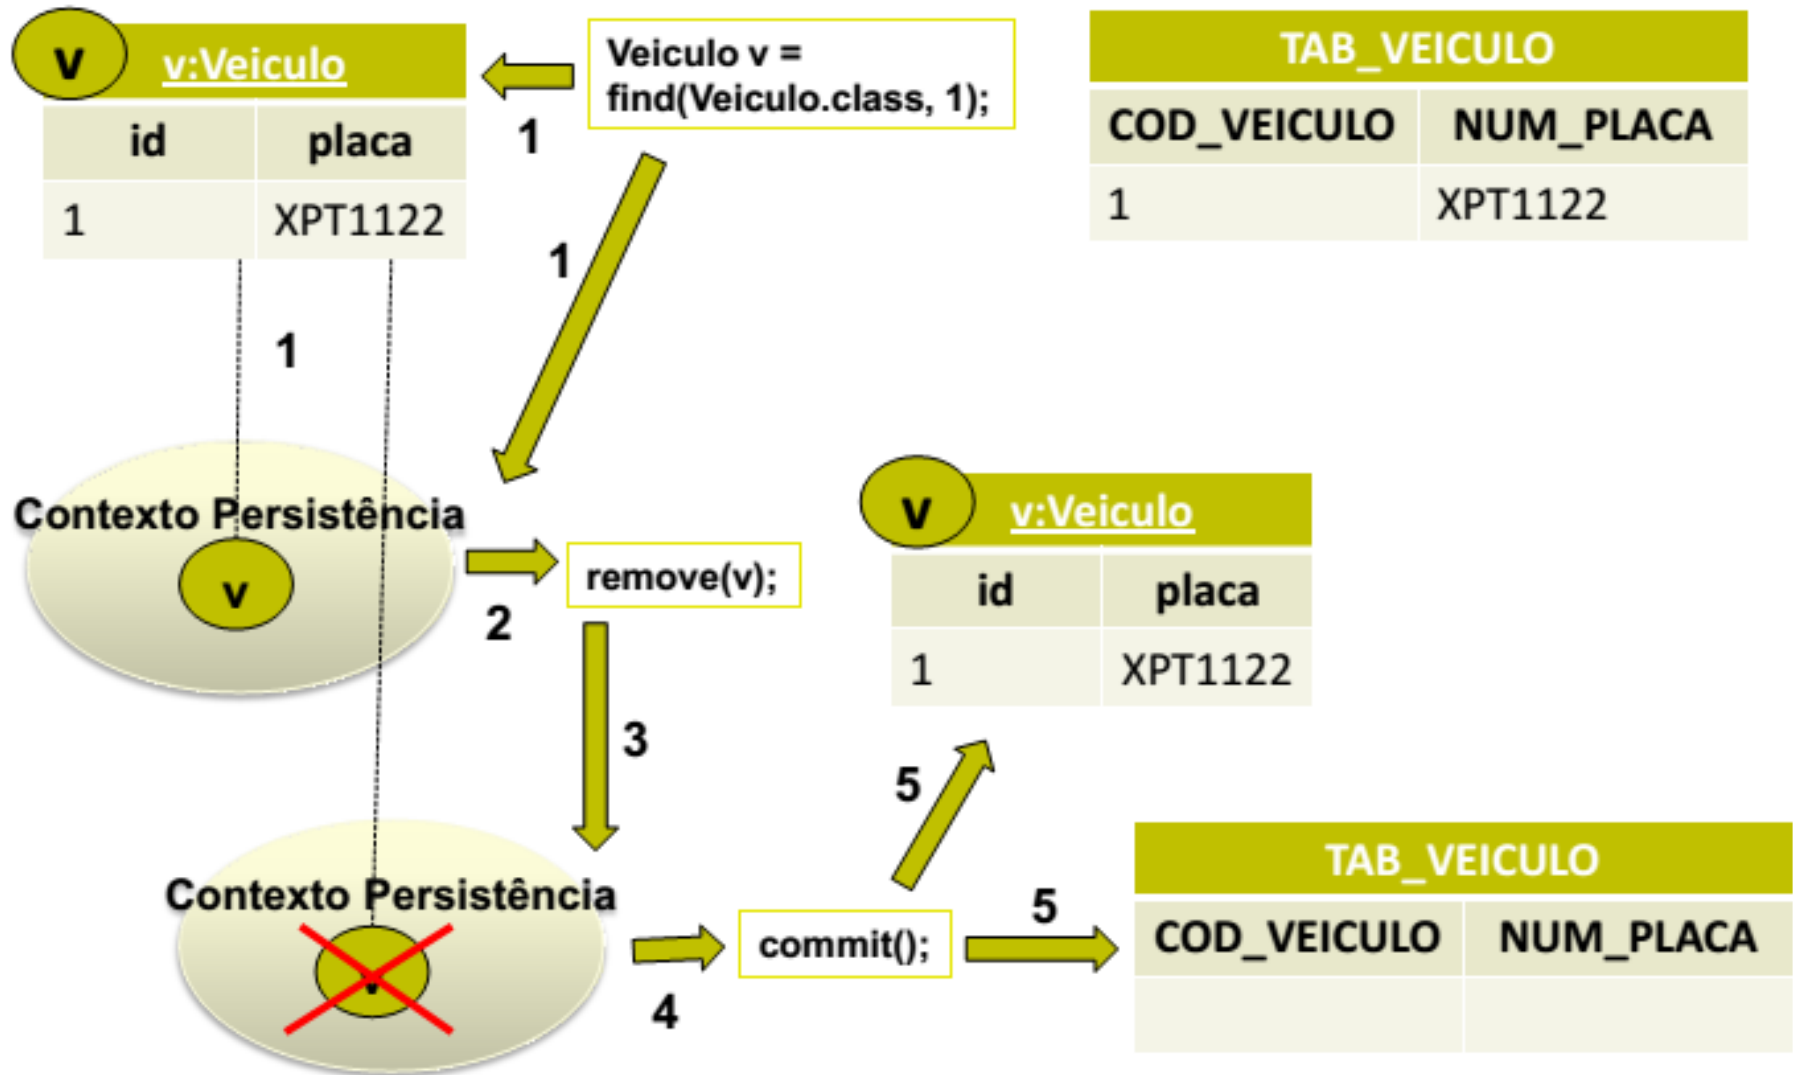 v
v:Veiculo
id placa
1 XPT1122
Veiculo v =
find(Veiculo.class, 1);
1
TAB_VEICULO
COD_VEICULO NUM_PLACA
1 XPT1122
1
1
Contexto Persistência
v
2
remove(v);
3
v
v:Veiculo
id placa
1 XPT1122
Contexto Persistência
v
4
commit();
5
5
TAB_VEICULO
COD_VEICULO NUM_PLACA